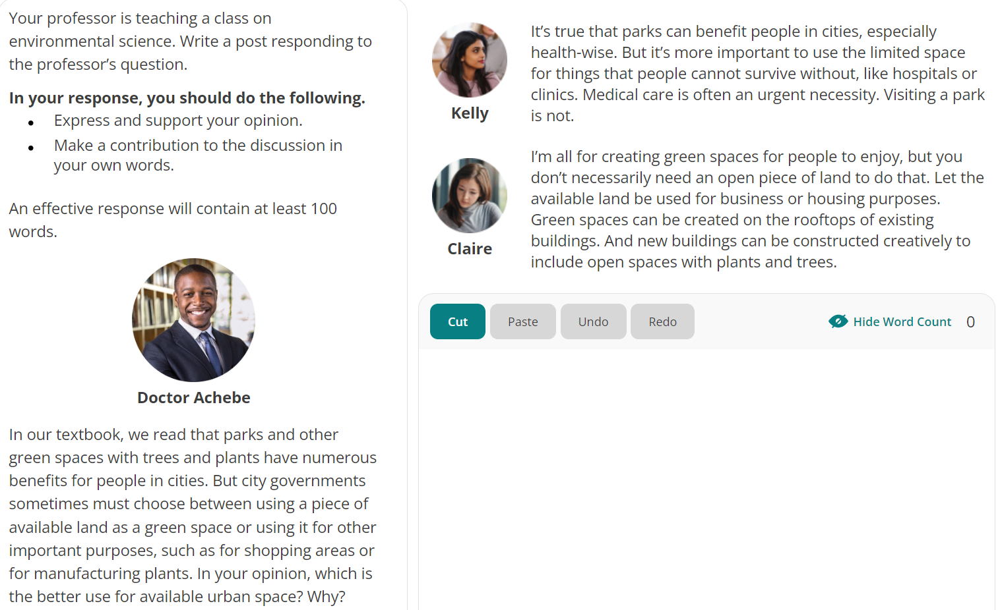 Your professor is teaching a class on
environmental science. Write a post responding to
the professor’s question.
In your response, you should do the following.
• Express and support your opinion.
• Make a contribution to the discussion in
your own words.
An effective response will contain at least 100
words.
Doctor Achebe
In our textbook, we read that parks and other
green spaces with trees and plants have numerous
benefits for people in cities. But city governments
sometimes must choose between using a piece of
available land as a green space or using it for other
important purposes, such as for shopping areas or
for manufacturing plants. In your opinion, which is
the better use for available urban space? Why?
It’s true that parks can benefit people in cities, especially
health-wise. But it’s more important to use the limited space
for things that people cannot survive without, like hospitals or
clinics. Medical care is often an urgent necessity. Visiting a park
is not.
Kelly
I’m all for creating green spaces for people to enjoy, but you
don’t necessarily need an open piece of land to do that. Let the
available land be used for business or housing purposes.
Green spaces can be created on the rooftops of existing
buildings. And new buildings can be constructed creatively to
include open spaces with plants and trees.
Claire
Cut Paste Undo Redo Hide Word Count 0